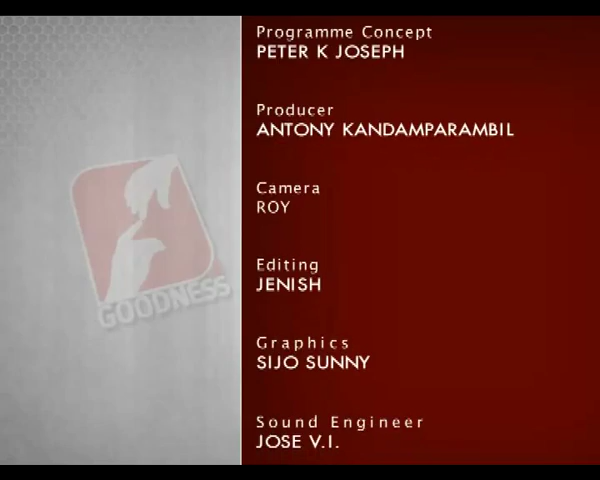 Programme Concept
PETER K JOSEPH
Producer
ANTONY KANDAMPARAMBIL
Camera
ROY
Editing
JENISH
Graphics
SIJO SUNNY
Sound Engineer
JOSE V.I.
GOODNESS